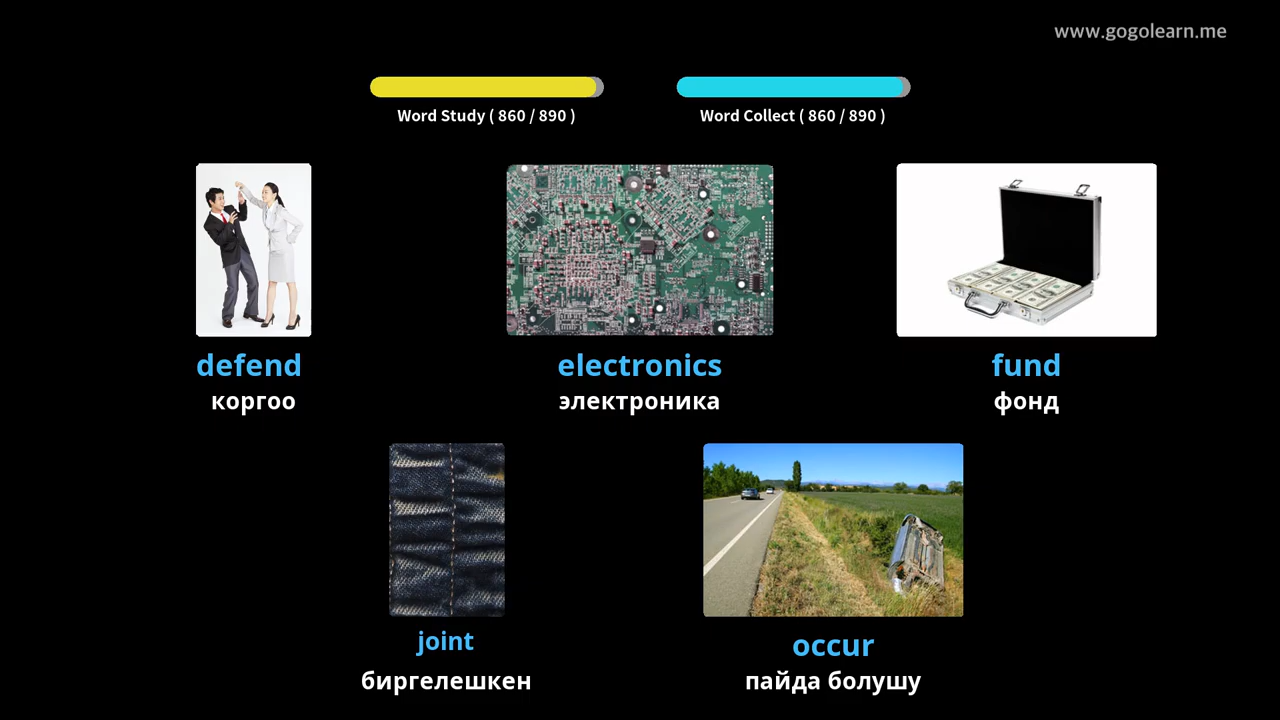 www.gogolearn.me
Word Study ( 860 / 890 )
Word Collect ( 860 / 890 )
defend
коргоо
electronics
электроника
fund
фонд
joint
биргелешкен
occur
пайда болушу